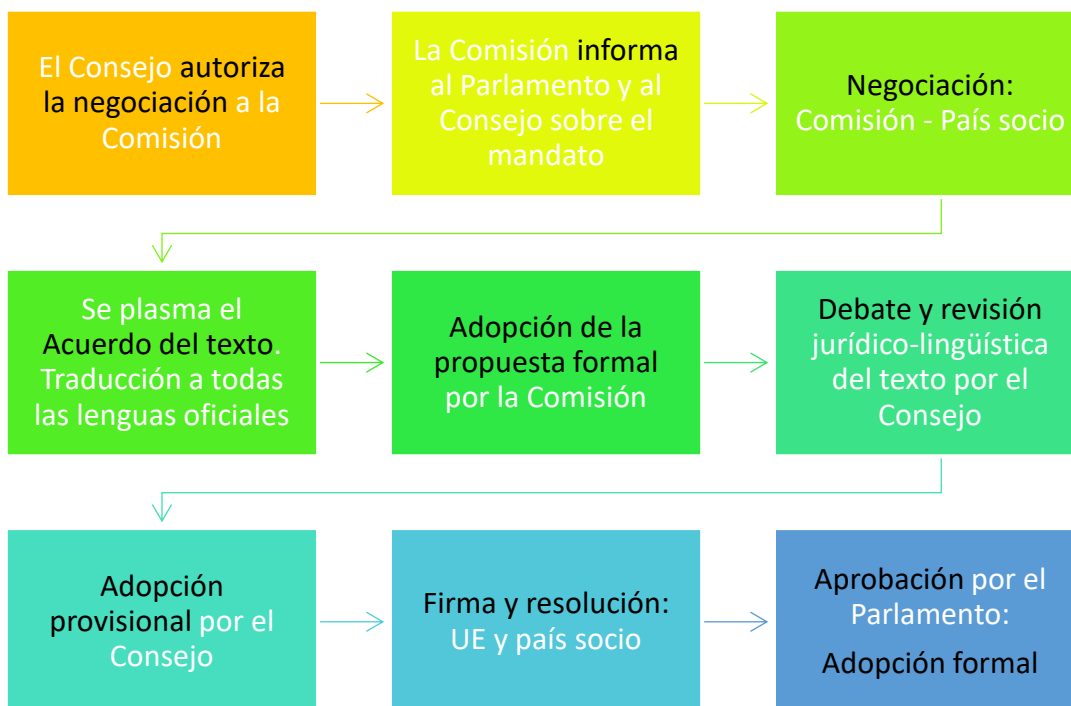 El Consejo autoriza
la negociación a la
Comisión
La Comisión informa
al Parlamento y al
Consejo sobre el
mandato
Negociación:
Comisión - País socio
Se plasma el
Acuerdo del texto.
Traducción a todas
las lenguas oficiales
Adopción de la
propuesta formal
por la Comisión
Debate y revisión
jurídico-lingüística
del texto por el
Consejo
Adopción
provisional por el
Consejo
Firma y resolución:
UE y país socio
Aprobación por el
Parlamento:
Adopción formal